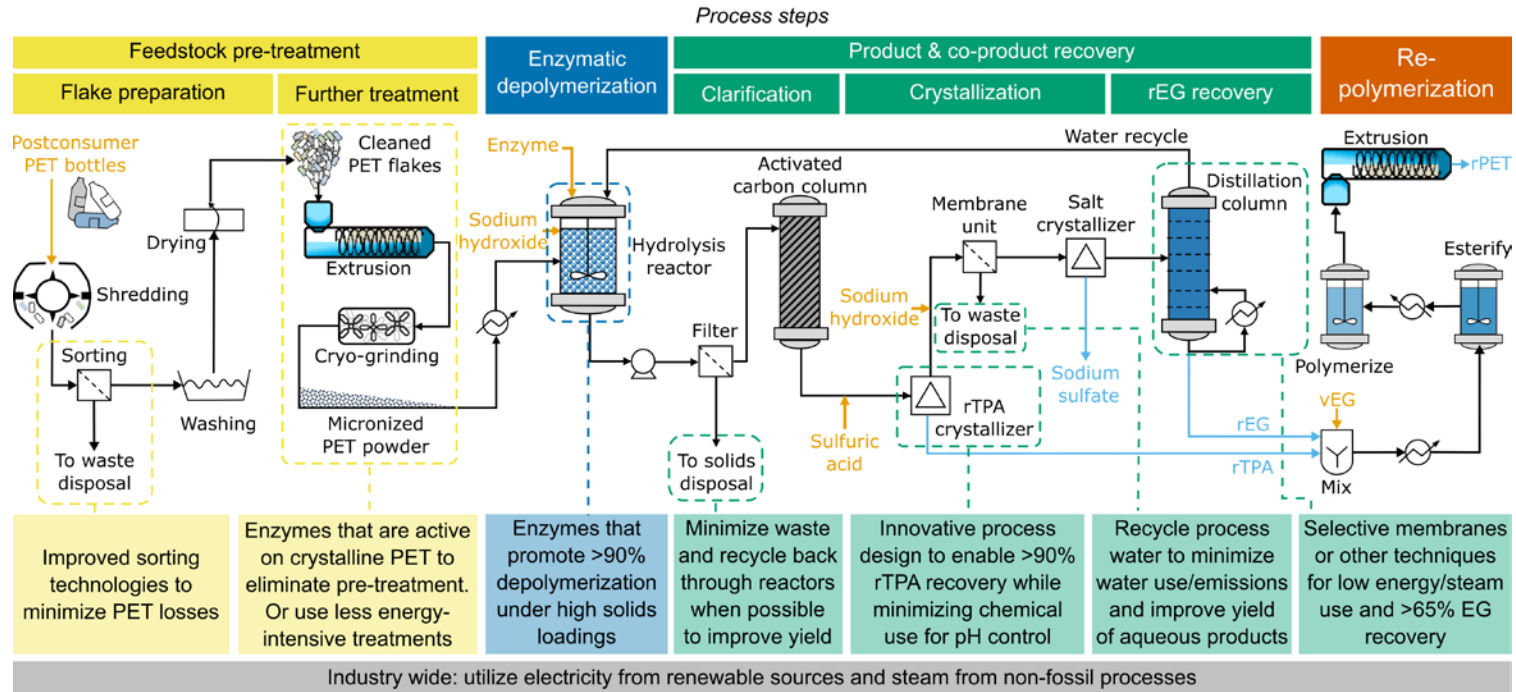 Process steps
Feedstock pre-treatment
Flake preparation
Further treatment
Enzymatic
depolymerization
Product & co-product recovery
Clarification
Crystallization
rEG recovery
Re-
polymerization
Postconsumer
PET bottles
Shredding
Sorting
To waste
disposal
Washing
Drying
Cleaned
PET flakes
Extrusion
Cryo-grinding
Micronized
PET powder
Enzyme
Sodium
hydroxide
Hydrolysis
reactor
Filter
To solids
disposal
Activated
carbon column
Sulfuric
acid
rTPA
crystallizer
Sodium
hydroxide
Membrane
unit
To waste
disposal
Salt
crystallizer
Sodium
sulfate
Water recycle
Distillation
column
rEG
rTPA
vEG
Mix
Esterify
Polymerize
Extrusion
rPET
Improved sorting
technologies to
minimize PET losses
Enzymes that are active
on crystalline PET to
eliminate pre-treatment.
Or use less energy-
intensive treatments
Enzymes that
promote >90%
depolymerization
under high solids
loadings
Minimize waste
and recycle back
through reactors
when possible
to improve yield
Innovative process
design to enable >90%
rTPA recovery while
minimizing chemical
use for pH control
Recycle process
water to minimize
water use/emissions
and improve yield
of aqueous products
Selective membranes
or other techniques
for low energy/steam
use and >65% EG
recovery
Industry wide: utilize electricity from renewable sources and steam from non-fossil processes